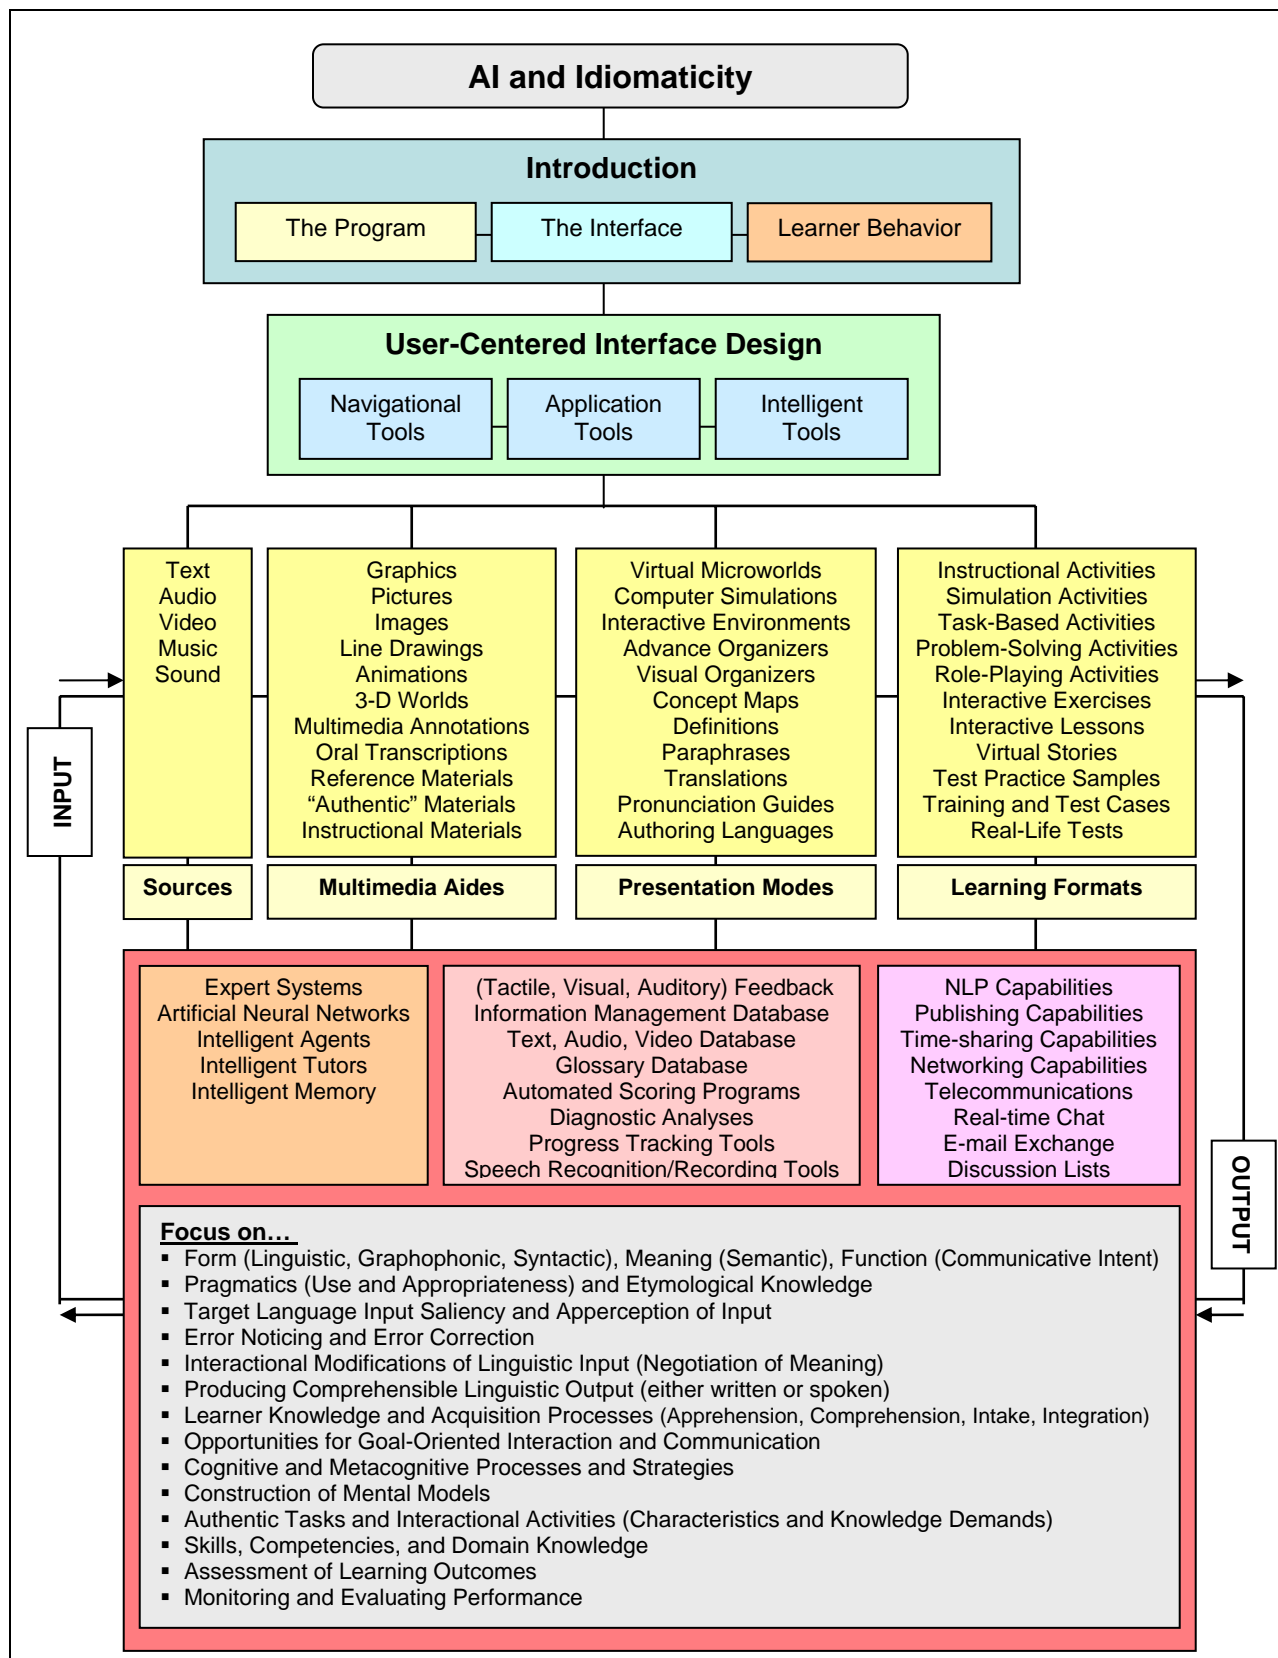 AI and Idiomaticity
Introduction
The Program
The Interface
Learner Behavior
User-Centered Interface Design
Navigational
Tools
Application
Tools
Intelligent
Tools
Text
Audio
Video
Music
Sound
Graphics
Pictures
Images
Line Drawings
Animations
3-D Worlds
Multimedia Annotations
Oral Transcriptions
Reference Materials
“Authentic” Materials
Instructional Materials
Virtual Microworlds
Computer Simulations
Interactive Environments
Advance Organizers
Visual Organizers
Concept Maps
Definitions
Paraphrases
Translations
Pronunciation Guides
Authoring Languages
Instructional Activities
Simulation Activities
Task-Based Activities
Problem-Solving Activities
Role-Playing Activities
Interactive Exercises
Interactive Lessons
Virtual Stories
Test Practice Samples
Training and Test Cases
Real-Life Tests
INPUT
Sources
Multimedia Aides
Presentation Modes
Learning Formats
Expert Systems
Artificial Neural Networks
Intelligent Agents
Intelligent Tutors
Intelligent Memory
(Tactile, Visual, Auditory) Feedback
Information Management Database
Text, Audio, Video Database
Glossary Database
Automated Scoring Programs
Diagnostic Analyses
Progress Tracking Tools
Speech Recognition/Recording Tools
NLP Capabilities
Publishing Capabilities
Time-sharing Capabilities
Networking Capabilities
Telecommunications
Real-time Chat
E-mail Exchange
Discussion Lists
OUTPUT
Focus on…
▪ Form (Linguistic, Graphophonic, Syntactic), Meaning (Semantic), Function (Communicative Intent)
▪ Pragmatics (Use and Appropriateness) and Etymological Knowledge
▪ Target Language Input Saliency and Apperception of Input
▪ Error Noticing and Error Correction
▪ Interactional Modifications of Linguistic Input (Negotiation of Meaning)
▪ Producing Comprehensible Linguistic Output (either written or spoken)
▪ Learner Knowledge and Acquisition Processes (Apprehension, Comprehension, Intake, Integration)
▪ Opportunities for Goal-Oriented Interaction and Communication
▪ Cognitive and Metacognitive Processes and Strategies
▪ Construction of Mental Models
▪ Authentic Tasks and Interactional Activities (Characteristics and Knowledge Demands)
▪ Skills, Competencies, and Domain Knowledge
▪ Assessment of Learning Outcomes
▪ Monitoring and Evaluating Performance